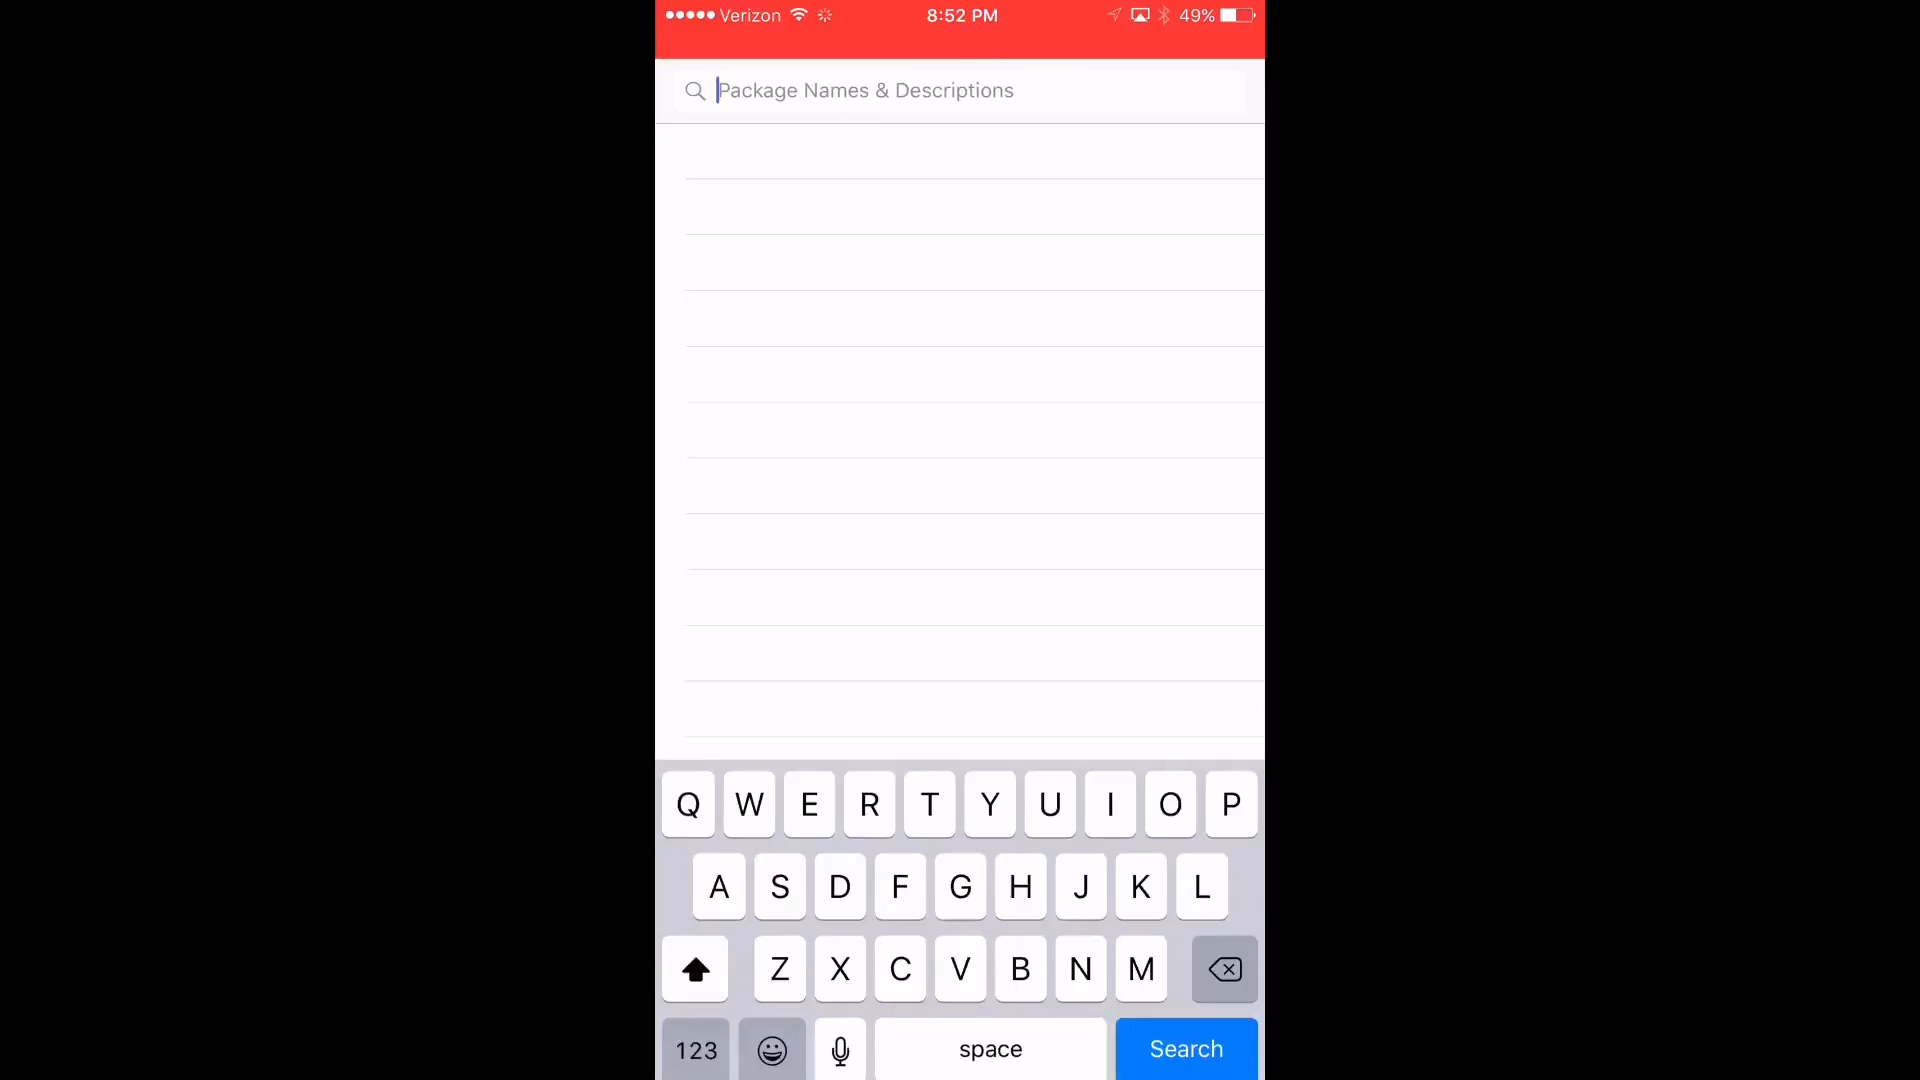 Verizon 8:52 PM 49%
Package Names & Descriptions
Q W E R T Y U I O P
A S D F G H J K L
Z X C V B N M
123 space Search